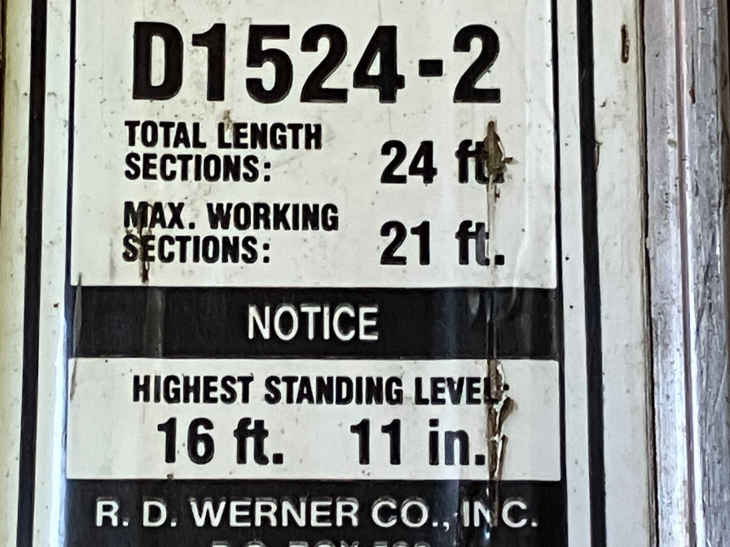 D1524-2
TOTAL LENGTH
SECTIONS: 24 ft.
MAX. WORKING
SECTIONS: 21 ft.
NOTICE
HIGHEST STANDING LEVEL:
16 ft. 11 in.
R. D. WERNER CO., INC.